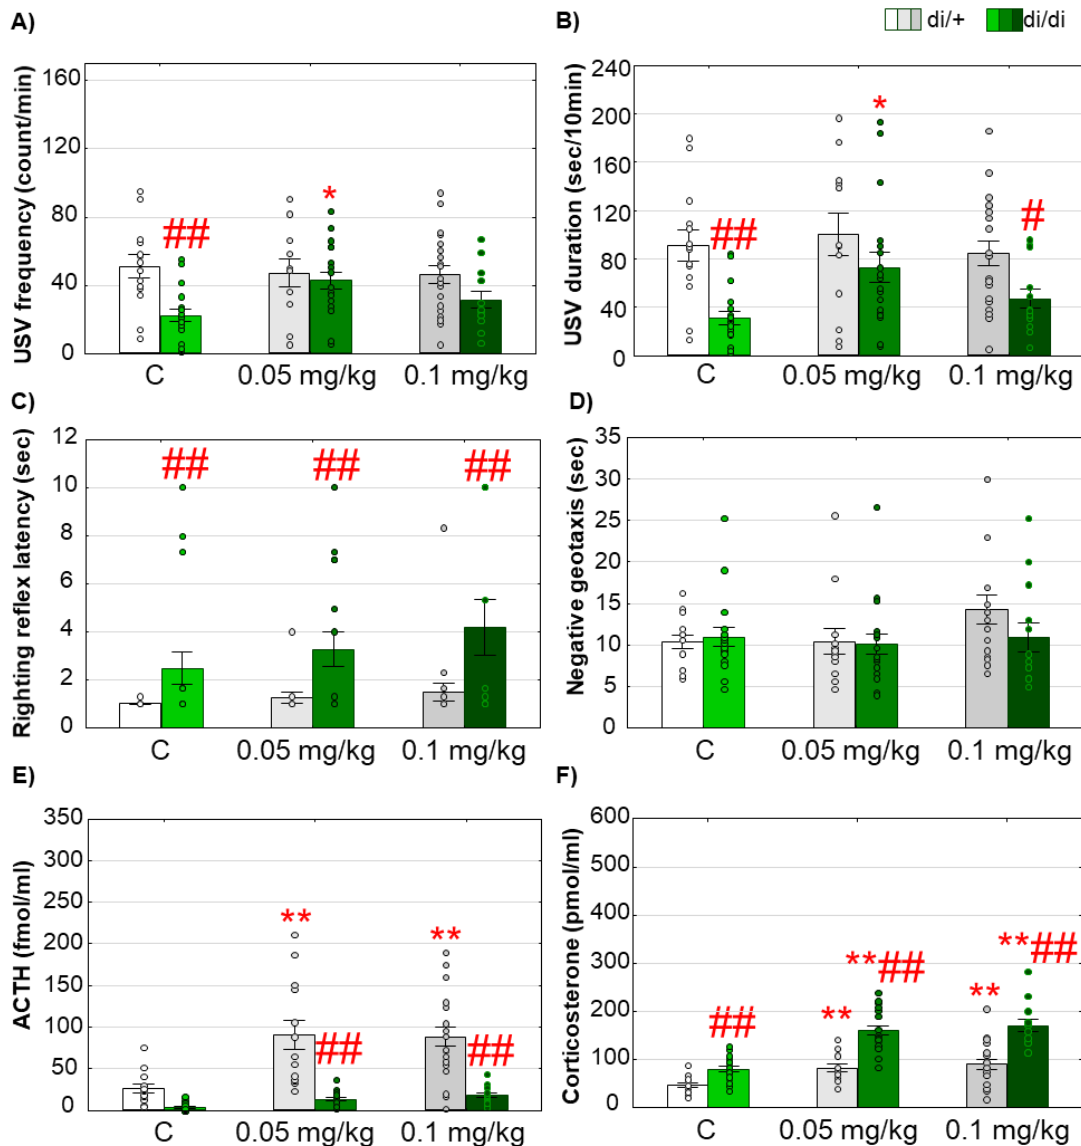 A)
B)
di/+
di/di
USV frequency (count/min)
160
120
80
40
0
##
*
C
0.05 mg/kg
0.1 mg/kg
USV duration (sec/10min)
240
200
160
120
80
40
0
##
*
#
C
0.05 mg/kg
0.1 mg/kg
C)
Righting reflex latency (sec)
12
10
8
6
4
2
0
##
##
##
C
0.05 mg/kg
0.1 mg/kg
D)
Negative geotaxis (sec)
35
30
25
20
15
10
5
0
C
0.05 mg/kg
0.1 mg/kg
E)
ACTH (fmol/ml)
350
300
250
200
150
100
50
0
**
##
**
##
C
0.05 mg/kg
0.1 mg/kg
F)
Corticosterone (pmol/ml)
600
500
400
300
200
100
0
##
**
**##
**
**##
C
0.05 mg/kg
0.1 mg/kg